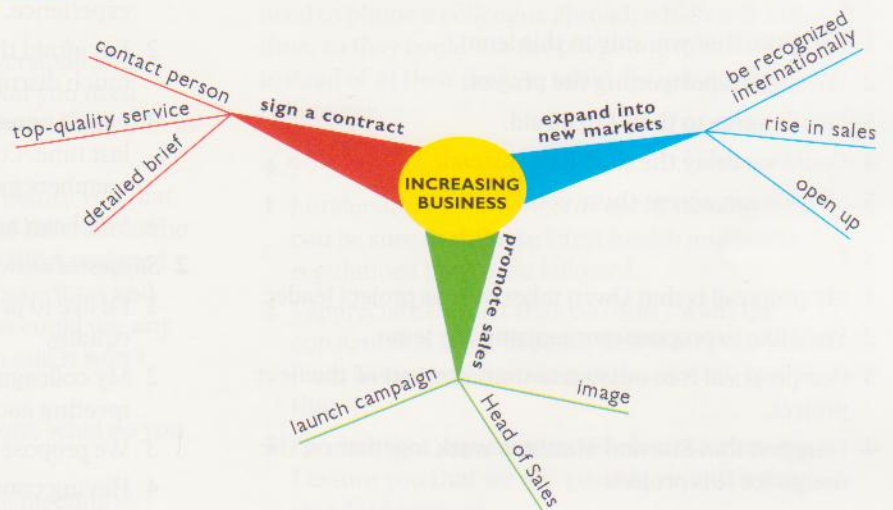 contact person
top-quality service
detailed brief
sign a contract
INCREASING
BUSINESS
expand into
new markets
be recognized
internationally
rise in sales
open up
promote sales
launch campaign
Head of Sales
image